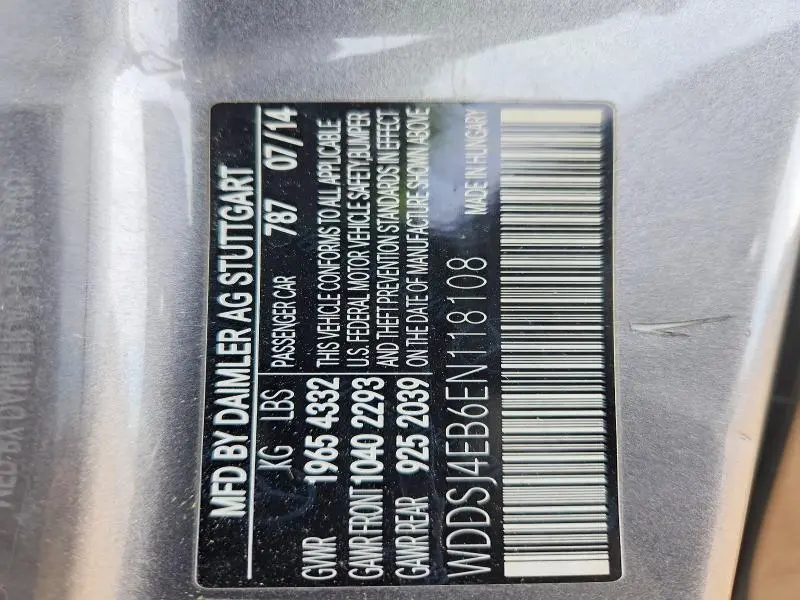 MFD BY DAIMLER AG STUTTGART
KG LBS PASSENGER CAR 787 07/14
GWR 1965 4332 THIS VEHICLE CONFORMS TO ALL APPLICABLE
GAWR FRONT 1040 2293 U.S. FEDERAL MOTOR VEHICLE SAFETY, BUMPER
AND THEFT PREVENTION STANDARDS IN EFFECT
GAWR REAR 925 2039 ON THE DATE OF MANUFACTURE SHOWN ABOVE
WDDSJ4EB6EN118108 MADE IN HUNGARY